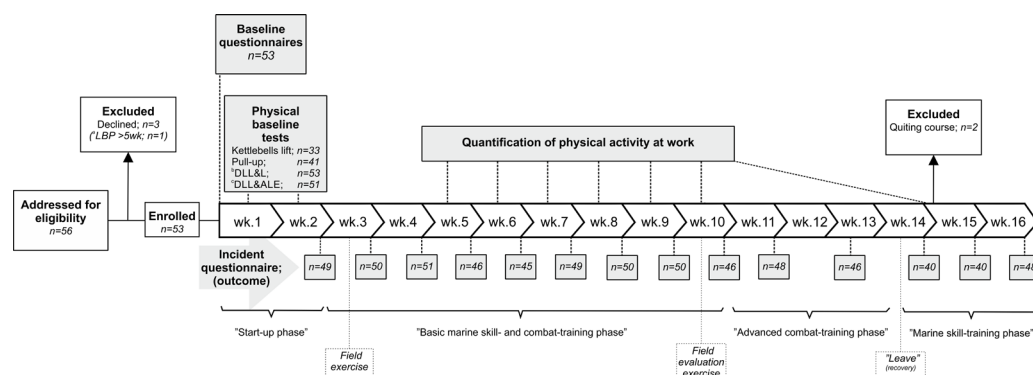 Baseline
questionnaires
n=53
Excluded
Declined; n=3
(ᵃLBP >5wk; n=1)
Physical
baseline
tests
Kettlebells lift; n=33
Pull-up; n=41
ᵇDLL&L; n=53
ᶜDLL&ALE; n=51
Quantification of physical activity at work
Excluded
Quiting course; n=2
Addressed for
eligibility
n=56
Enrolled
n=53
wk.1 wk.2 wk.3 wk.4 wk.5 wk.6 wk.7 wk.8 wk.9 wk.10 wk.11 wk.12 wk.13 wk.14 wk.15 wk.16
Incident
questionnaire;
(outcome)
n=49 n=50 n=51 n=46 n=45 n=49 n=50 n=50 n=46 n=48 n=46 n=40 n=40 n=48
"Start-up phase" "Basic marine skill- and combat-training phase" "Advanced combat-training phase" "Marine skill-training phase"
Field
exercise
Field
evaluation
exercise
"Leave"
(recovery)